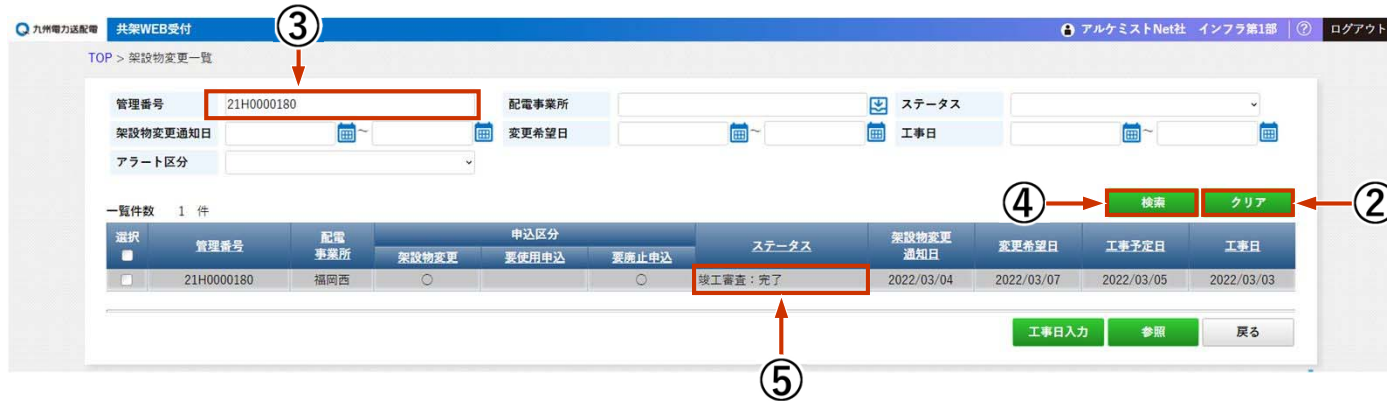 ③
九州電力送配電 共架WEB受付 アルケミストNet社 インフラ第1部 ? ログアウト
TOP > 架設物変更一覧
管理番号 21H0000180 配電事業所 ステータス
架設物変更通知日 ～ 変更希望日 ～ 工事日 ～
アラート区分
④ 検索 クリア ②
一覧件数 1 件
選択 管理番号 配電事業所 申込区分 ステータス 架設物変更通知日 変更希望日 工事予定日 工事日
架設物変更 要使用申込 要廃止申込
21H0000180 福岡西 ○ ○ 竣工審査：完了 2022/03/04 2022/03/07 2022/03/05 2022/03/03
工事日入力 参照 戻る
⑤